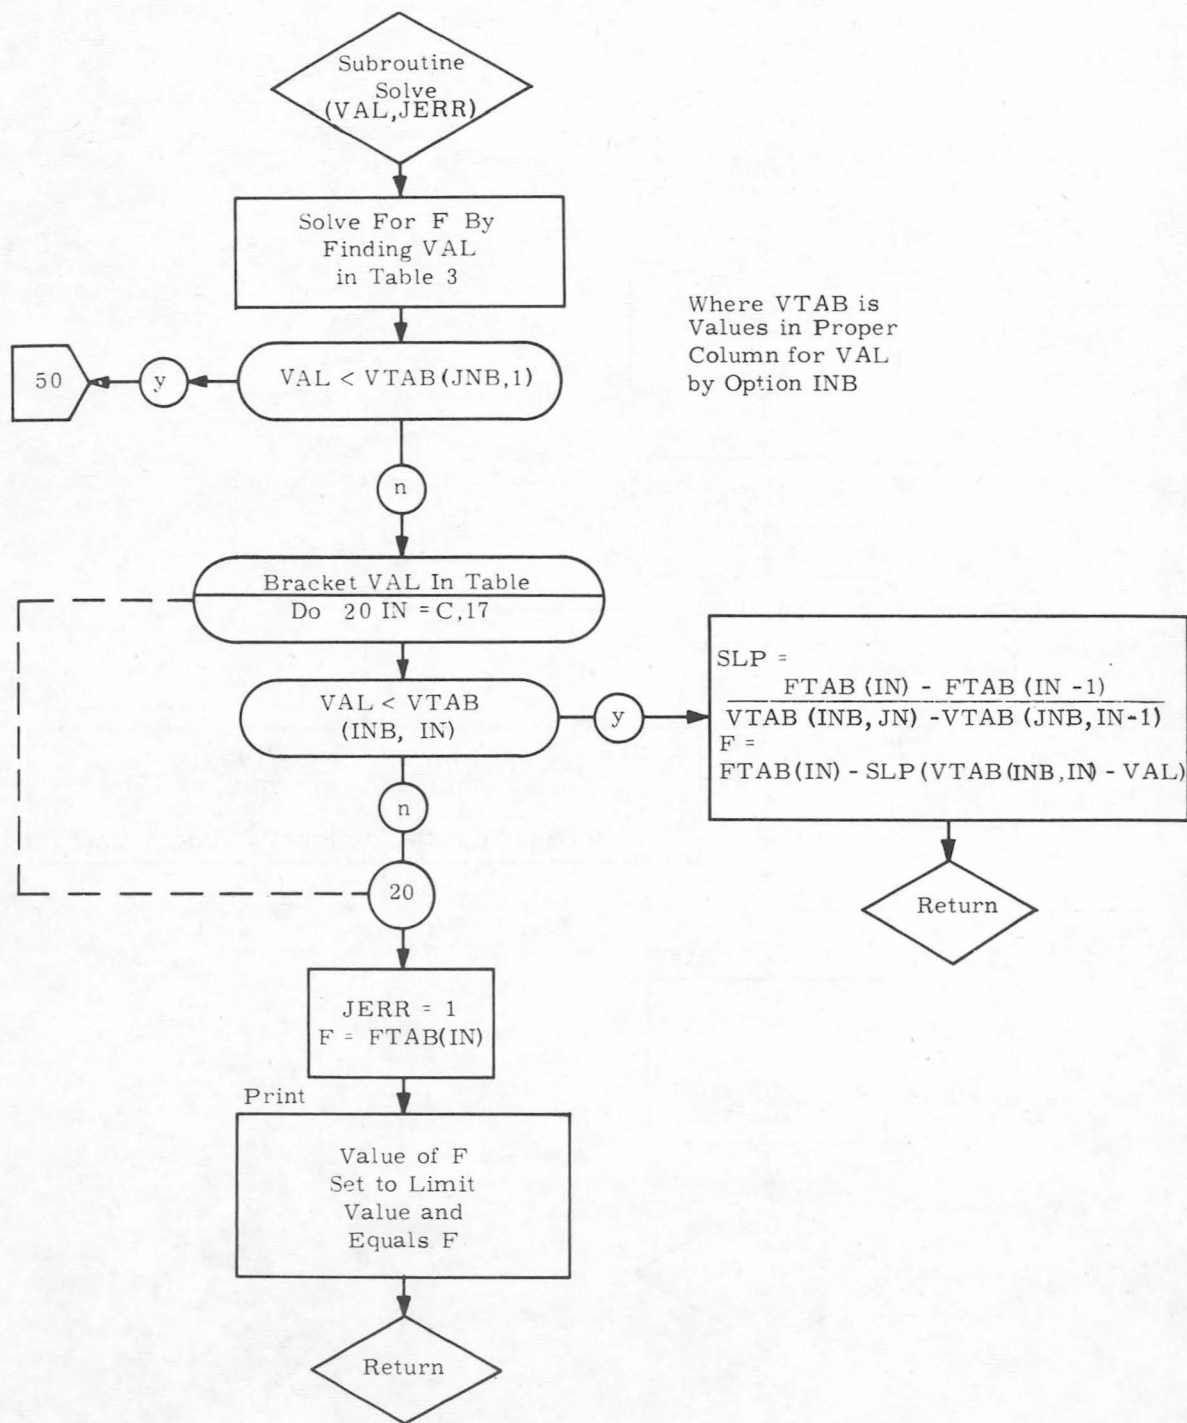 Subroutine
Solve
(VAL,JERR)
Solve For F By
Finding VAL
in Table 3
Where VTAB is
Values in Proper
Column for VAL
by Option INB
50
y
VAL < VTAB(JNB,1)
n
Bracket VAL In Table
Do 20 IN = C,17
VAL < VTAB
(INB, IN)
y
SLP =
FTAB (IN) - FTAB (IN -1)
VTAB (INB, JN) -VTAB (JNB, IN-1)
F =
FTAB(IN) - SLP(VTAB(INB,IN) - VAL)
n
20
Return
JERR = 1
F = FTAB(IN)
Print
Value of F
Set to Limit
Value and
Equals F
Return